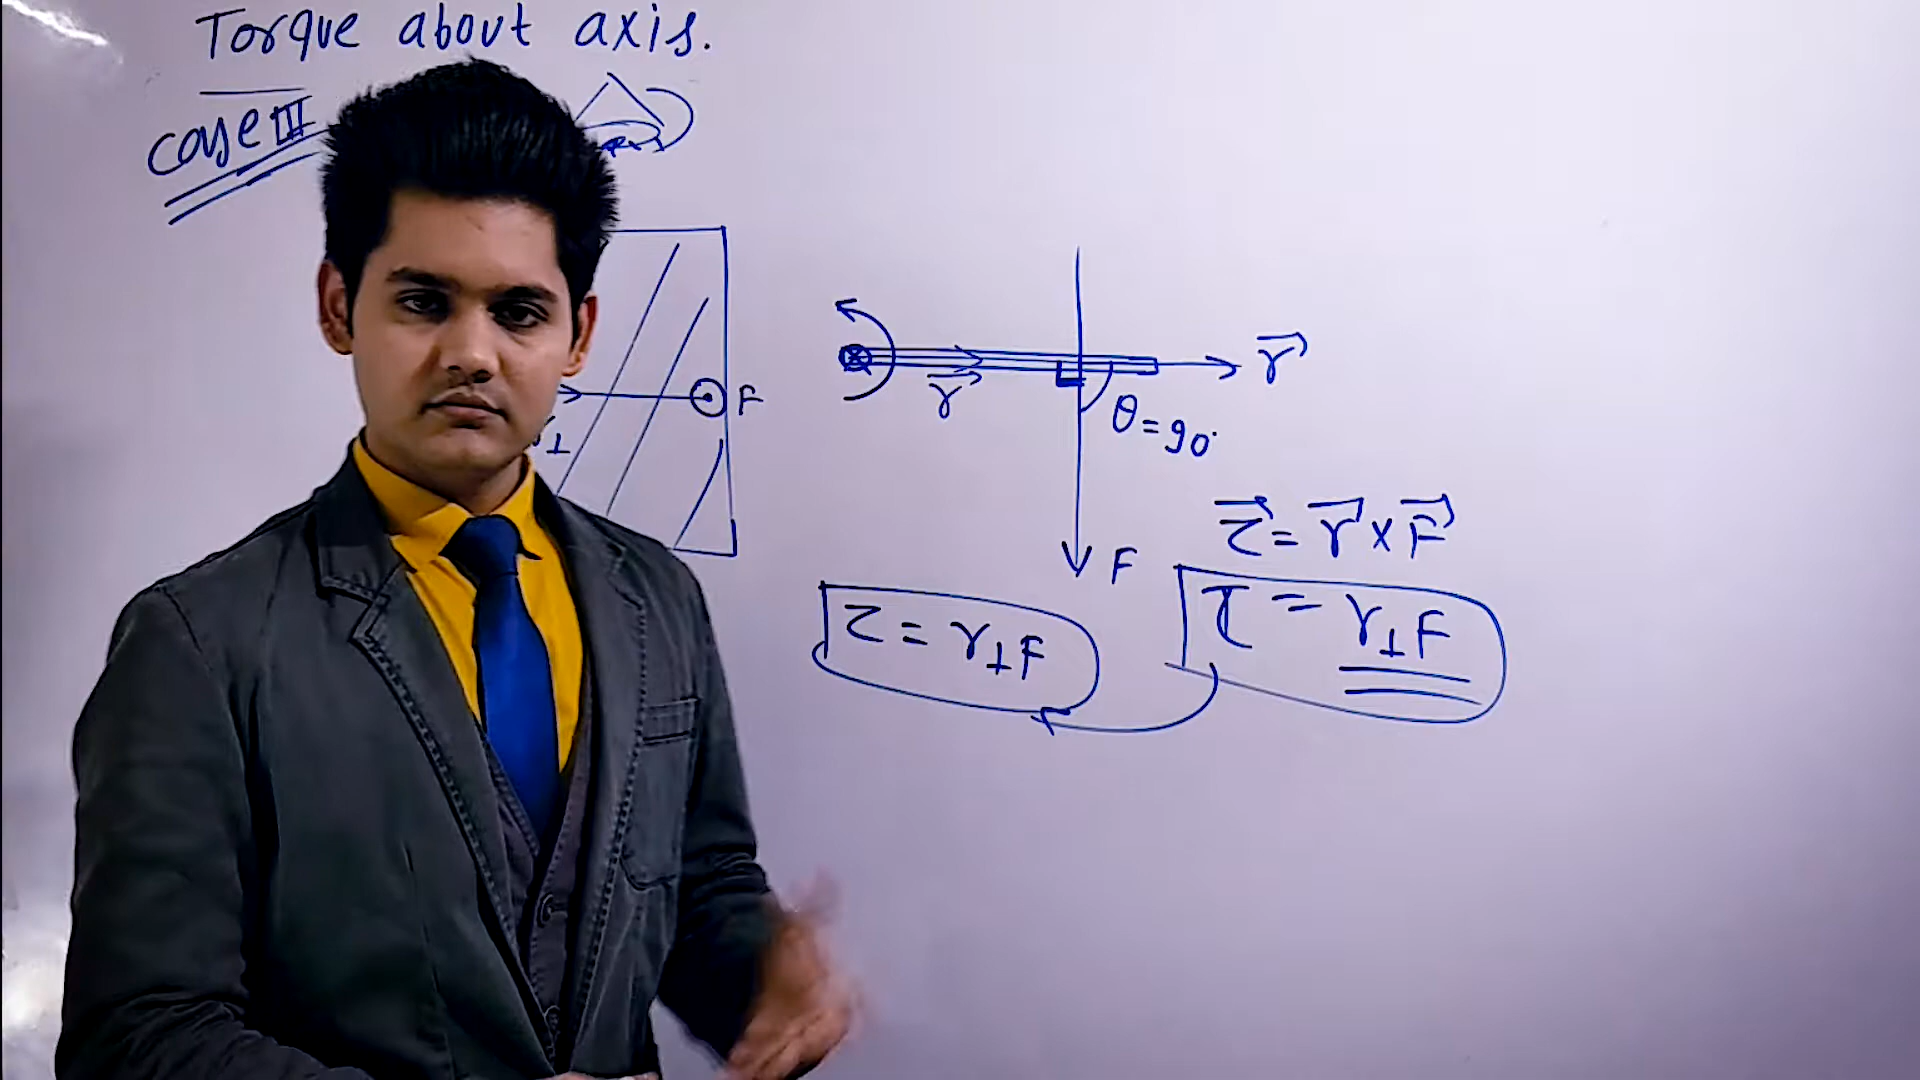 Torque about axis.
case III
F
r⊥
r⃗
r⃗
θ = 90°
F
τ⃗ = r⃗ × F⃗
τ = r⊥F
τ = r⊥F